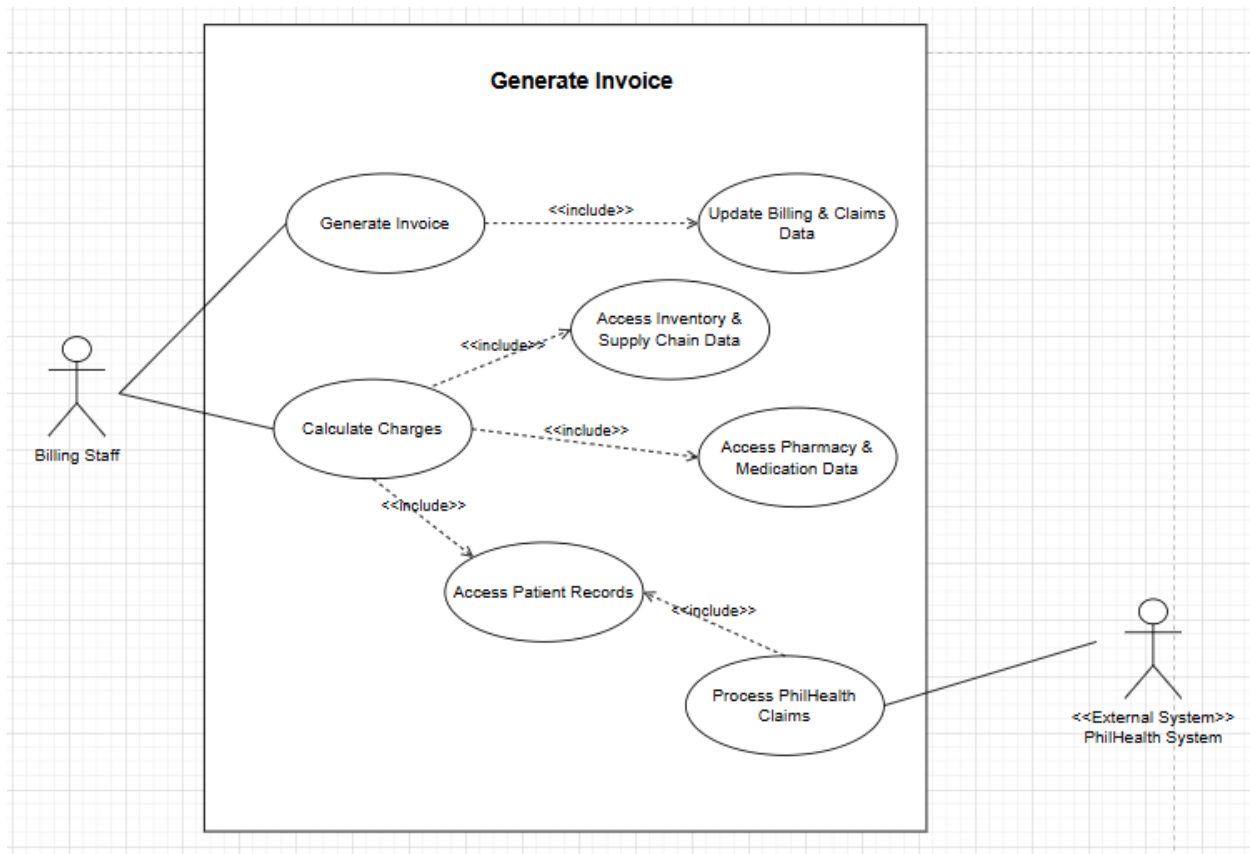 Generate Invoice
Generate Invoice
<<include>>
Update Billing & Claims
Data
Access Inventory &
Supply Chain Data
<<include>>
Calculate Charges
<<include>>
Access Pharmacy &
Medication Data
Billing Staff
<<include>>
Access Patient Records
<<include>>
Process PhilHealth
Claims
<<External System>>
PhilHealth System